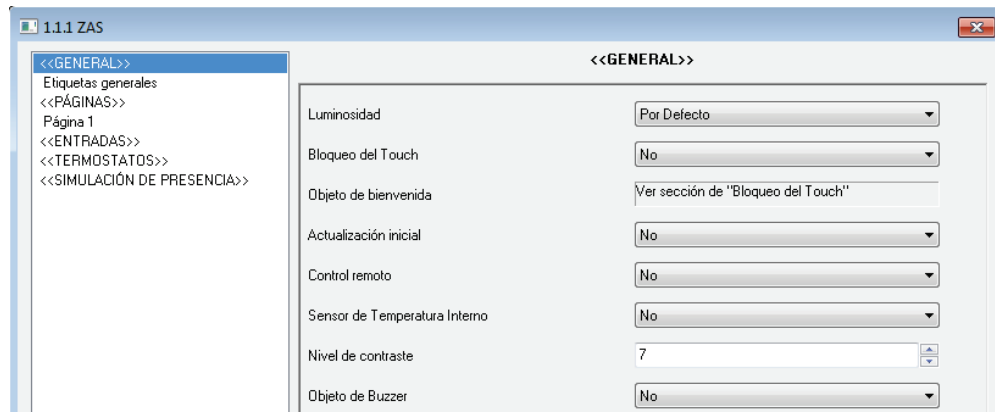 1.1.1 ZAS
<<GENERAL>>
Etiquetas generales
<<PÁGINAS>>
Página 1
<<ENTRADAS>>
<<TERMOSTATOS>>
<<SIMULACIÓN DE PRESENCIA>>
<<GENERAL>>
Luminosidad Por Defecto
Bloqueo del Touch No
Objeto de bienvenida Ver sección de "Bloqueo del Touch"
Actualización inicial No
Control remoto No
Sensor de Temperatura Interno No
Nivel de contraste 7
Objeto de Buzzer No